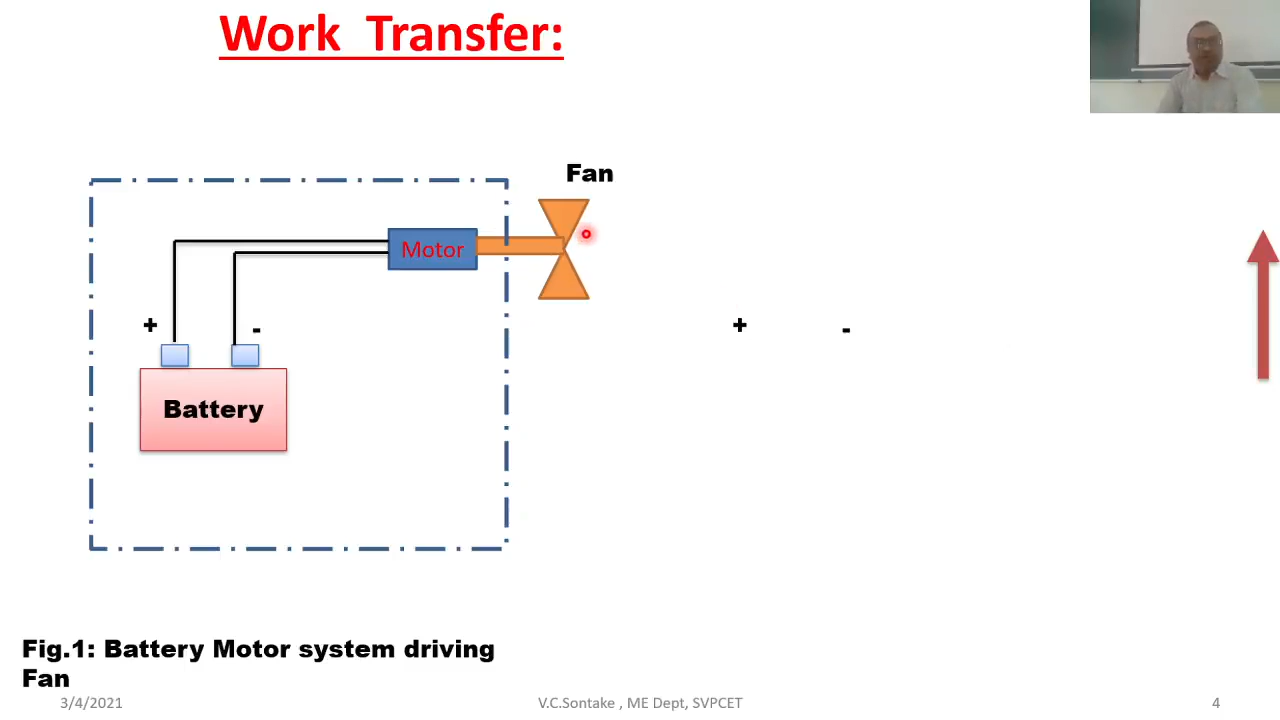 Work Transfer:
Fan
Motor
+ -
+ -
Battery
Fig.1: Battery Motor system driving
Fan
3/4/2021
V.C.Sontake , ME Dept, SVPCET
4